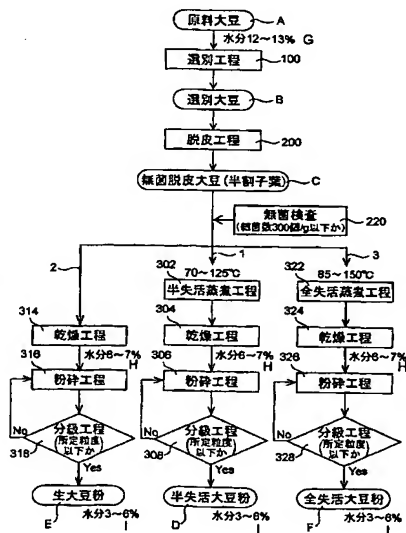 原料大豆
A
水分12～13% G
選別工程
100
選別大豆
B
脱皮工程
200
無菌脱皮大豆(半割子葉)
C
無菌検査
(雑菌数300個/g以下か)
220
2
1
3
302
70～125℃
半失活蒸煮工程
322
85～150℃
全失活蒸煮工程
314
乾燥工程
304
乾燥工程
324
乾燥工程
水分6～7%
H
水分6～7%
H
水分6～7%
H
316
粉砕工程
306
粉砕工程
326
粉砕工程
No
分級工程
(所定粒度)
以下か
318
Yes
No
分級工程
(所定粒度)
以下か
308
Yes
No
分級工程
(所定粒度)
以下か
328
Yes
生大豆粉
E
水分3～6%
I
半失活大豆粉
D
水分3～6%
I
全失活大豆粉
F
水分3～6%
I